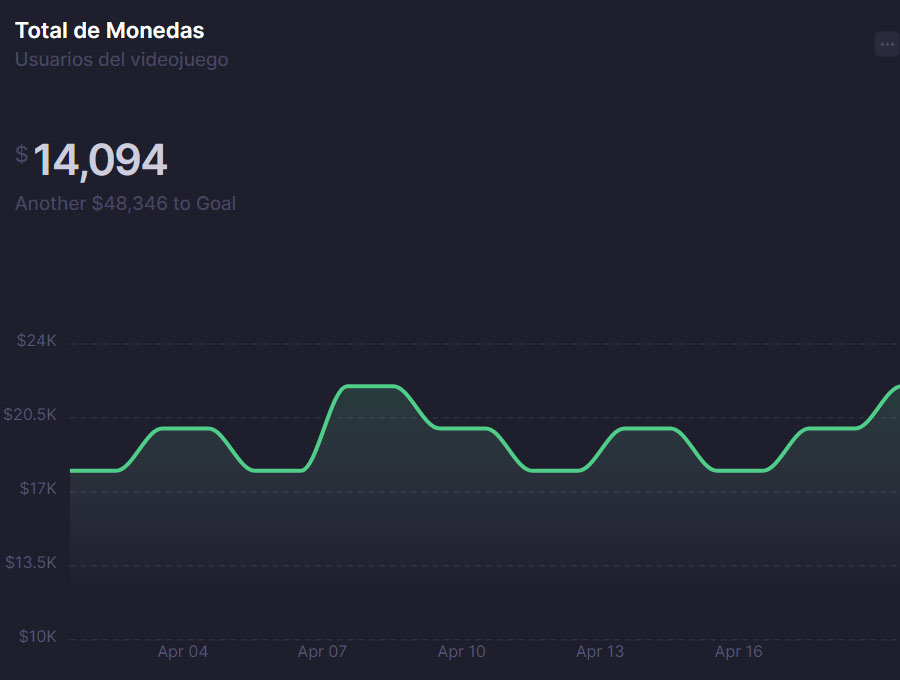 Total de Monedas
Usuarios del videojuego
$14,094
Another $48,346 to Goal
$24K
$20.5K
$17K
$13.5K
$10K
Apr 04 Apr 07 Apr 10 Apr 13 Apr 16